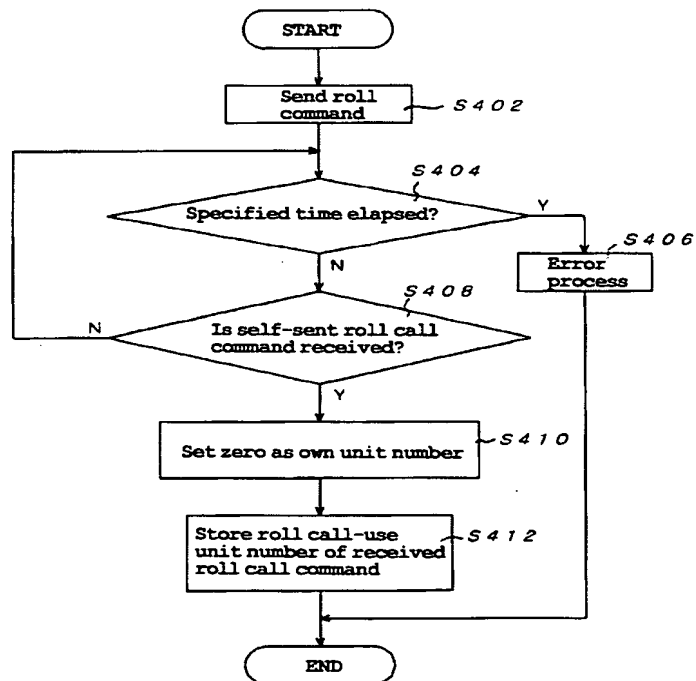 START
Send roll
command
S402
S404
Specified time elapsed?
Y
S406
N
Error
process
S408
N
Is self-sent roll call
command received?
Y
S410
Set zero as own unit number
S412
Store roll call-use
unit number of received
roll call command
END